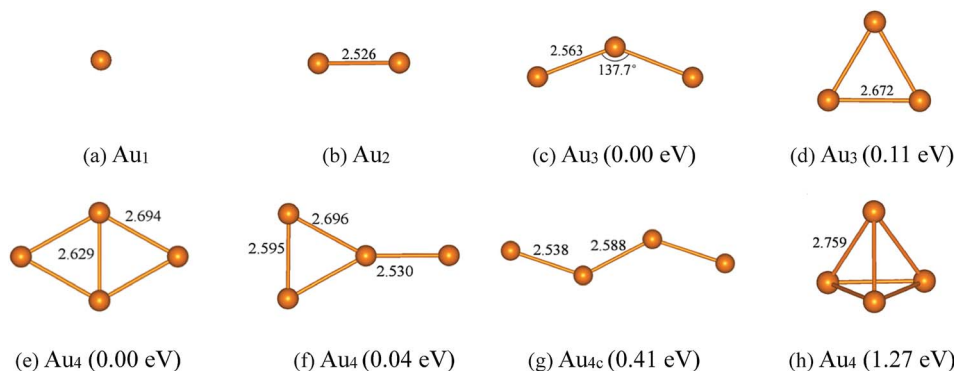 2.526
2.563
137.7°
2.672
(a) Au₁
(b) Au₂
(c) Au₃ (0.00 eV)
(d) Au₃ (0.11 eV)
2.694
2.629
2.696
2.595
2.530
2.538
2.588
2.759
(e) Au₄ (0.00 eV)
(f) Au₄ (0.04 eV)
(g) Au₄c (0.41 eV)
(h) Au₄ (1.27 eV)